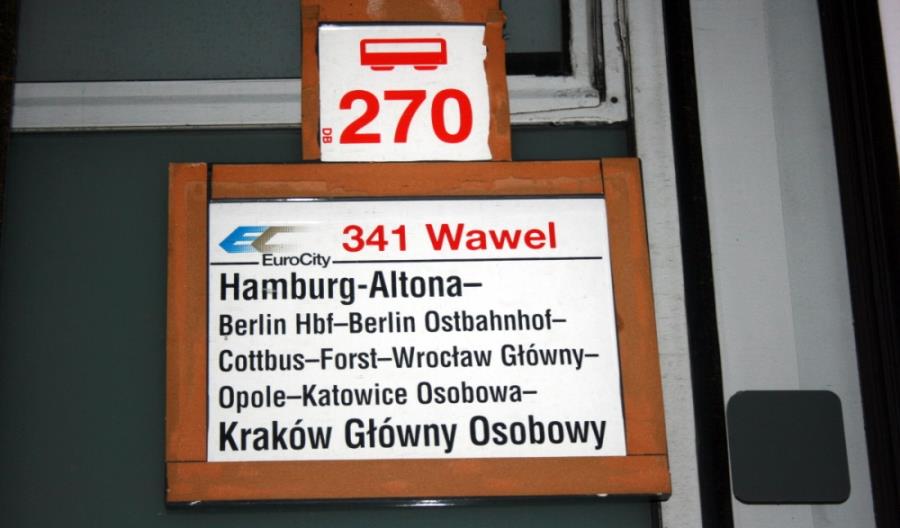 270
DB
EC
EuroCity
341 Wawel
Hamburg-Altona–
Berlin Hbf–Berlin Ostbahnhof–
Cottbus–Forst–Wrocław Główny–
Opole–Katowice Osobowa–
Kraków Główny Osobowy